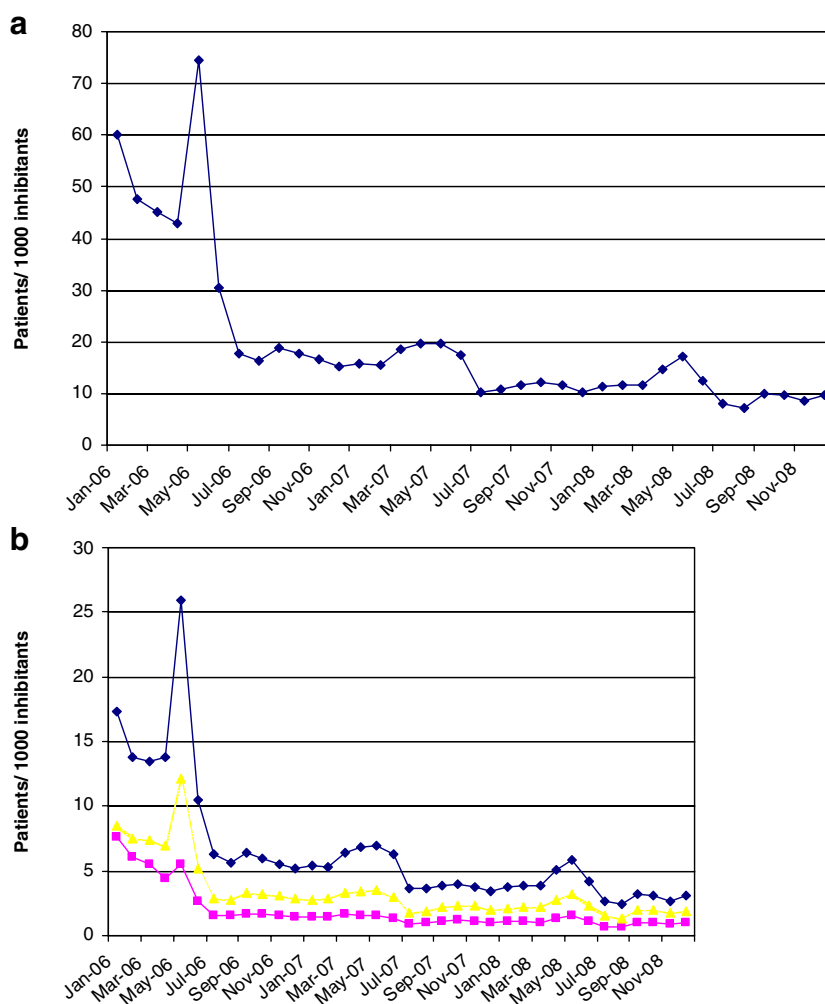 a
Patients/ 1000 inhibitants
80
70
60
50
40
30
20
10
0
Jan-06
Mar-06
May-06
Jul-06
Sep-06
Nov-06
Jan-07
Mar-07
May-07
Jul-07
Sep-07
Nov-07
Jan-08
Mar-08
May-08
Jul-08
Sep-08
Nov-08
b
Patients/ 1000 inhibitants
30
25
20
15
10
5
0
Jan-06
Mar-06
May-06
Jul-06
Sep-06
Nov-06
Jan-07
Mar-07
May-07
Jul-07
Sep-07
Nov-07
Jan-08
Mar-08
May-08
Jul-08
Sep-08
Nov-08